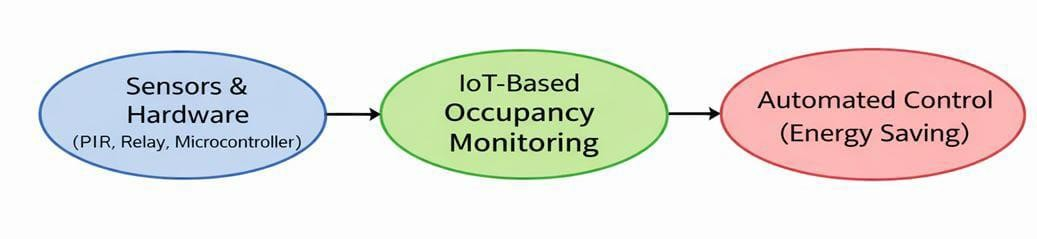 Sensors &
Hardware
(PIR, Relay, Microcontroller)
IoT-Based
Occupancy
Monitoring
Automated Control
(Energy Saving)